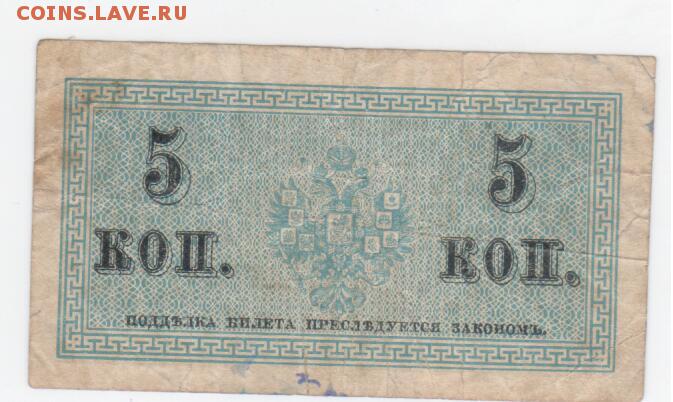 COINS.LAVE.RU
5 5
КОП. КОП.
ПОДДѢЛКА БИЛЕТА ПРЕСЛѢДУЕТСЯ ЗАКОНОМЪ.